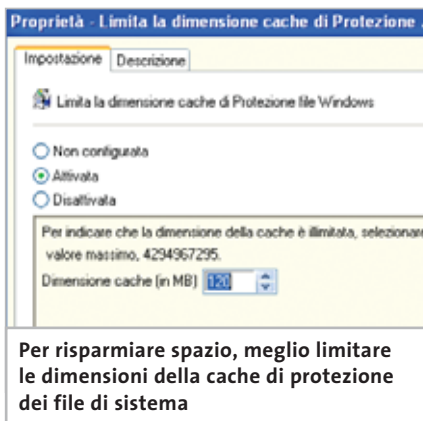 Proprietà - Limita la dimensione cache di Protezione
Impostazione Descrizione
Limita la dimensione cache di Protezione file Windows
Non configurata
Attivata
Disattivata
Per indicare che la dimensione della cache è illimitata, selezionare
valore massimo, 4294967295.
Dimensione cache (in MB) 120
Per risparmiare spazio, meglio limitare
le dimensioni della cache di protezione
dei file di sistema